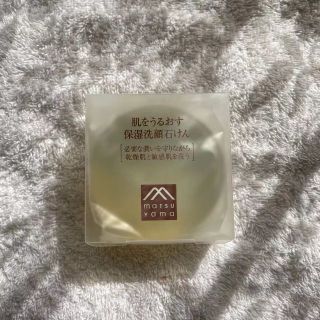 肌をうるおす
保湿洗顔石けん
必要な潤いを守りながら
乾燥肌と敏感肌を洗う
matsu
yama